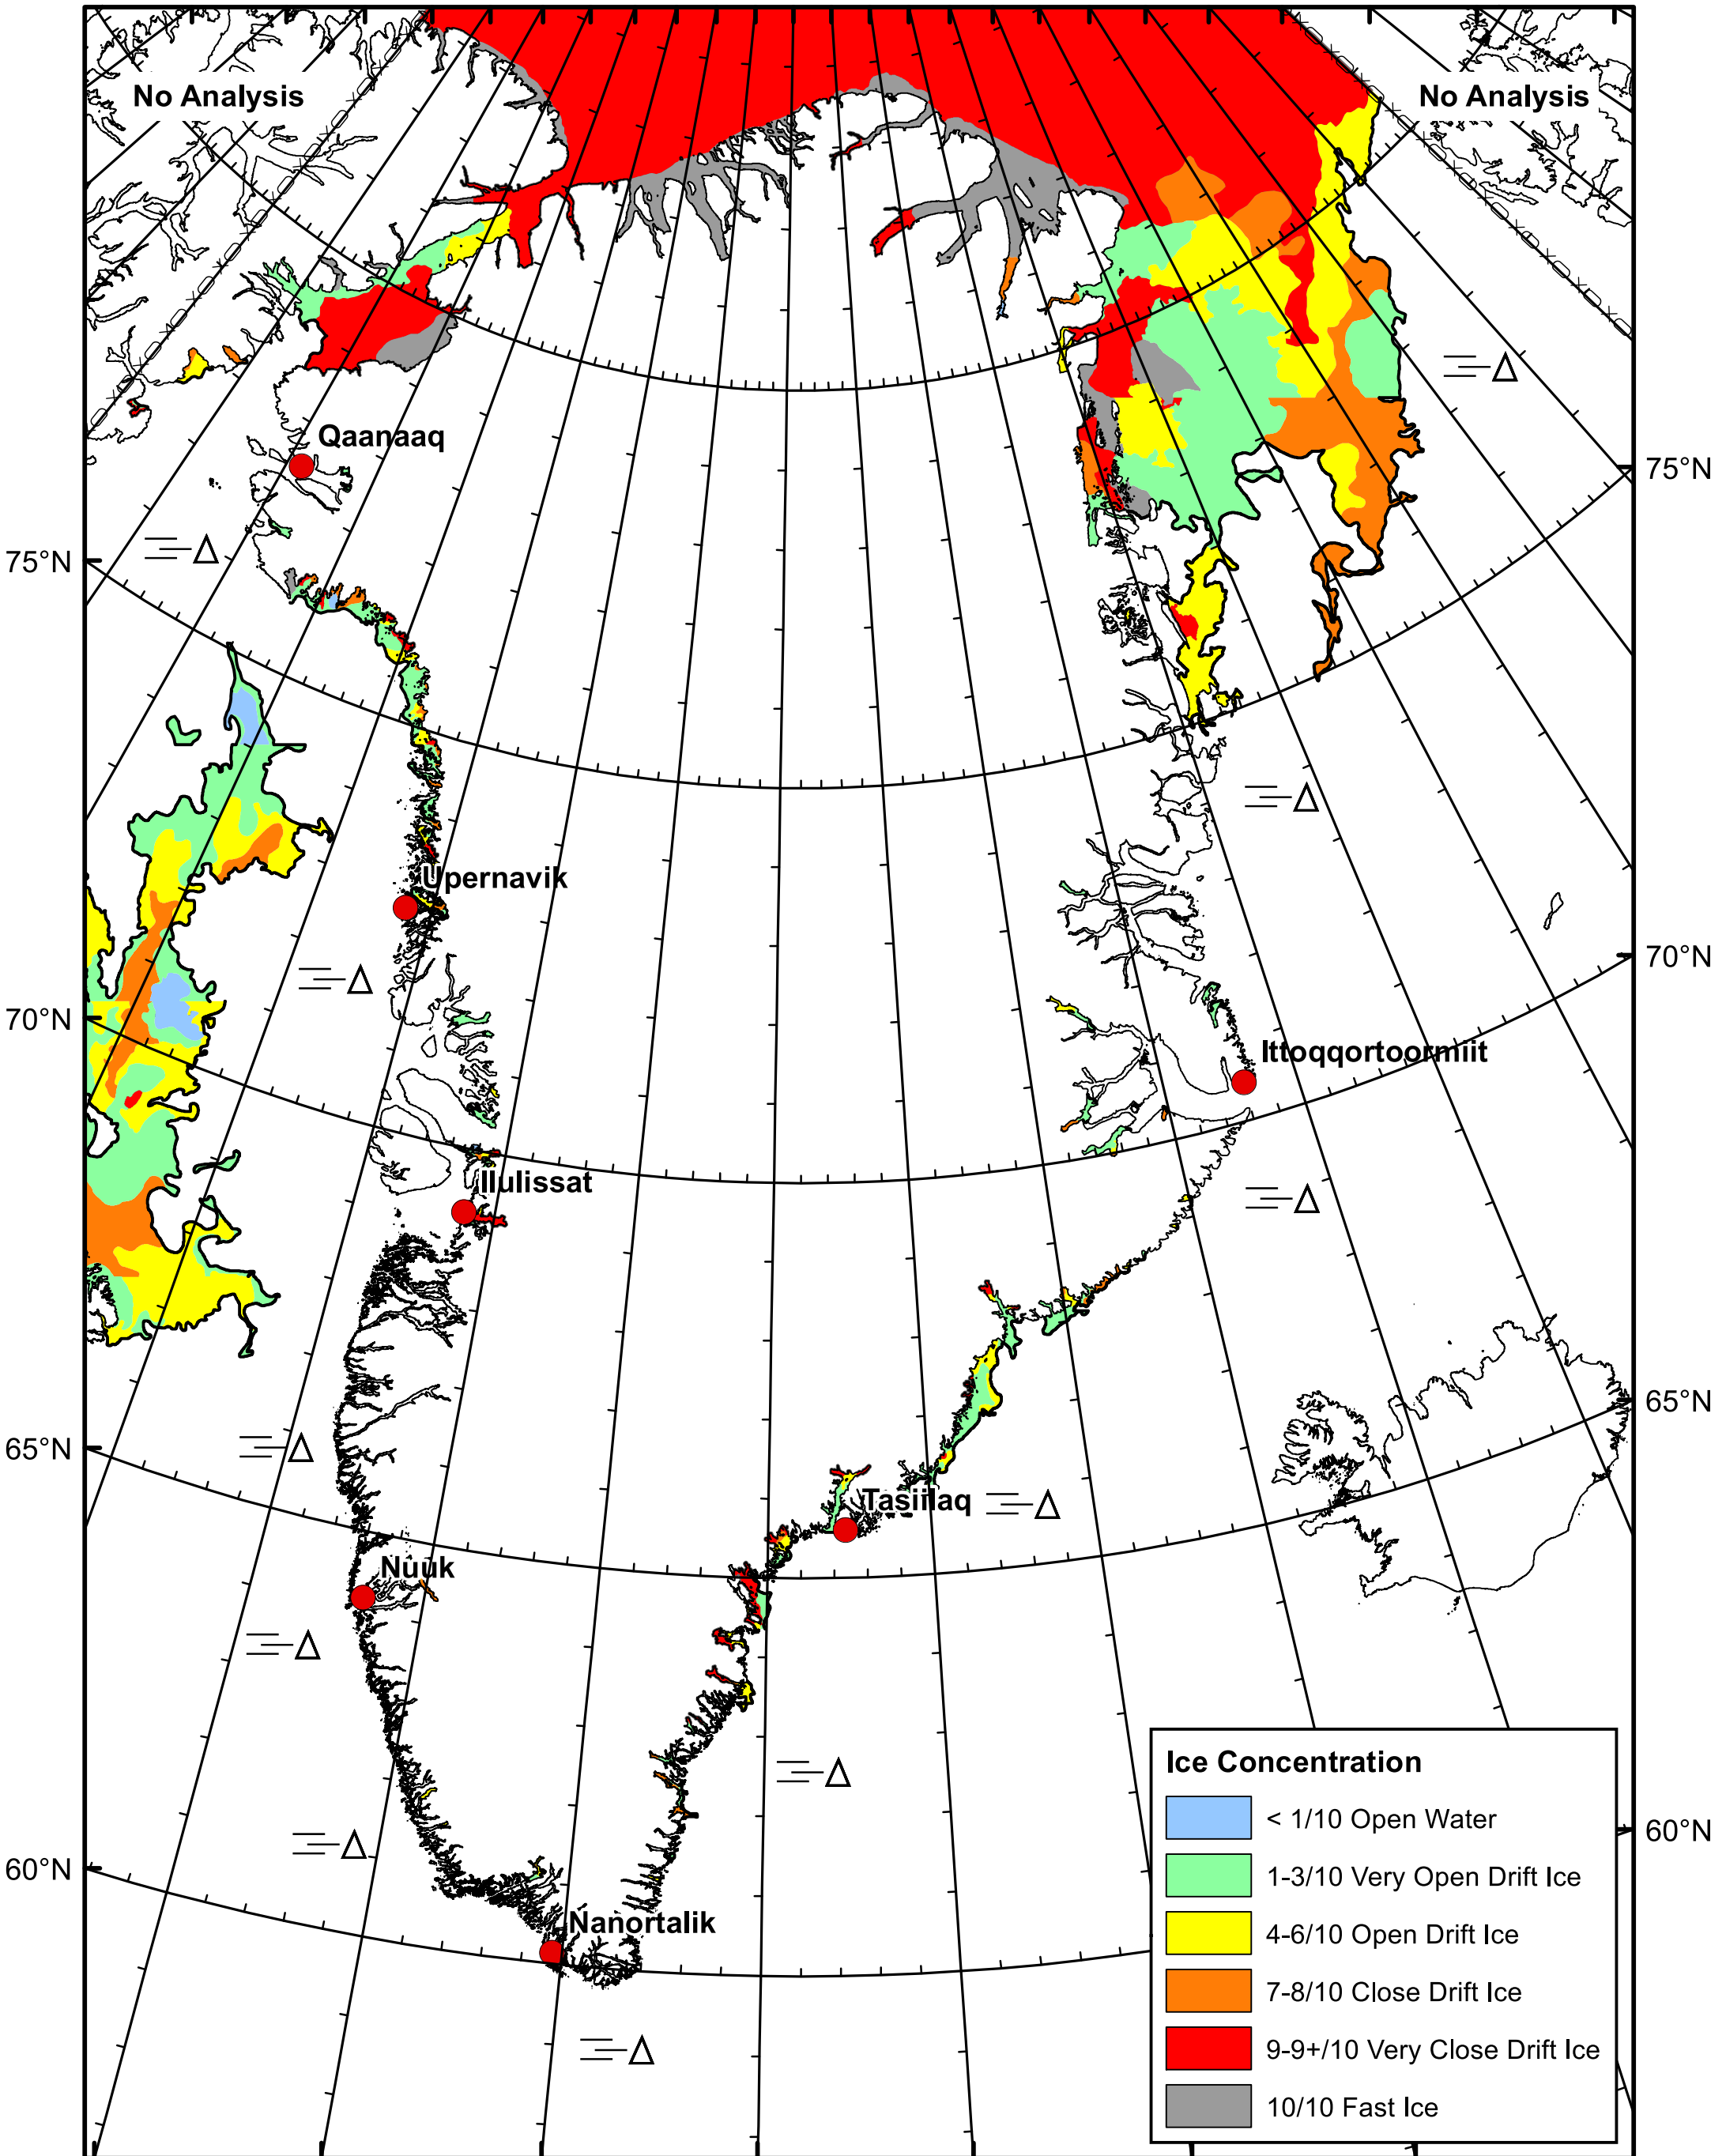 No Analysis
No Analysis
Qaanaaq
75°N
75°N
Upernavik
70°N
70°N
Ittoqqortoormiit
Ilulissat
65°N
65°N
Tasiilaq
Nuuk
60°N
60°N
Nanortalik
Ice Concentration
< 1/10 Open Water
1-3/10 Very Open Drift Ice
4-6/10 Open Drift Ice
7-8/10 Close Drift Ice
9-9+/10 Very Close Drift Ice
10/10 Fast Ice